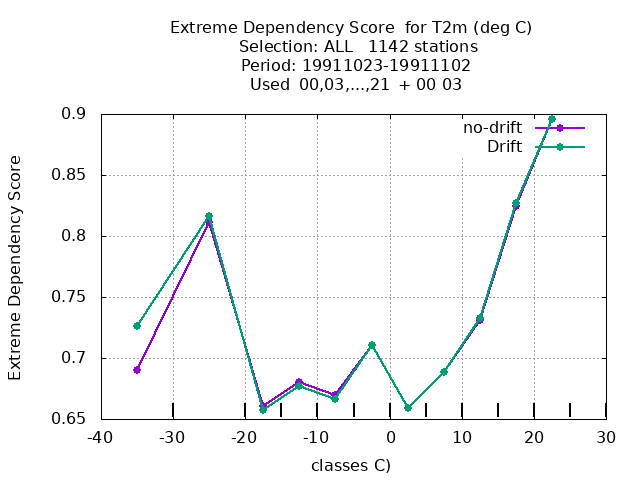 Extreme Dependency Score  for T2m (deg C)
Selection: ALL   1142 stations
Period: 19911023-19911102
Used  00,03,...,21  + 00 03
no-drift
Drift
Extreme Dependency Score
0.9
0.85
0.8
0.75
0.7
0.65
-40 -30 -20 -10 0 10 20 30
classes C)